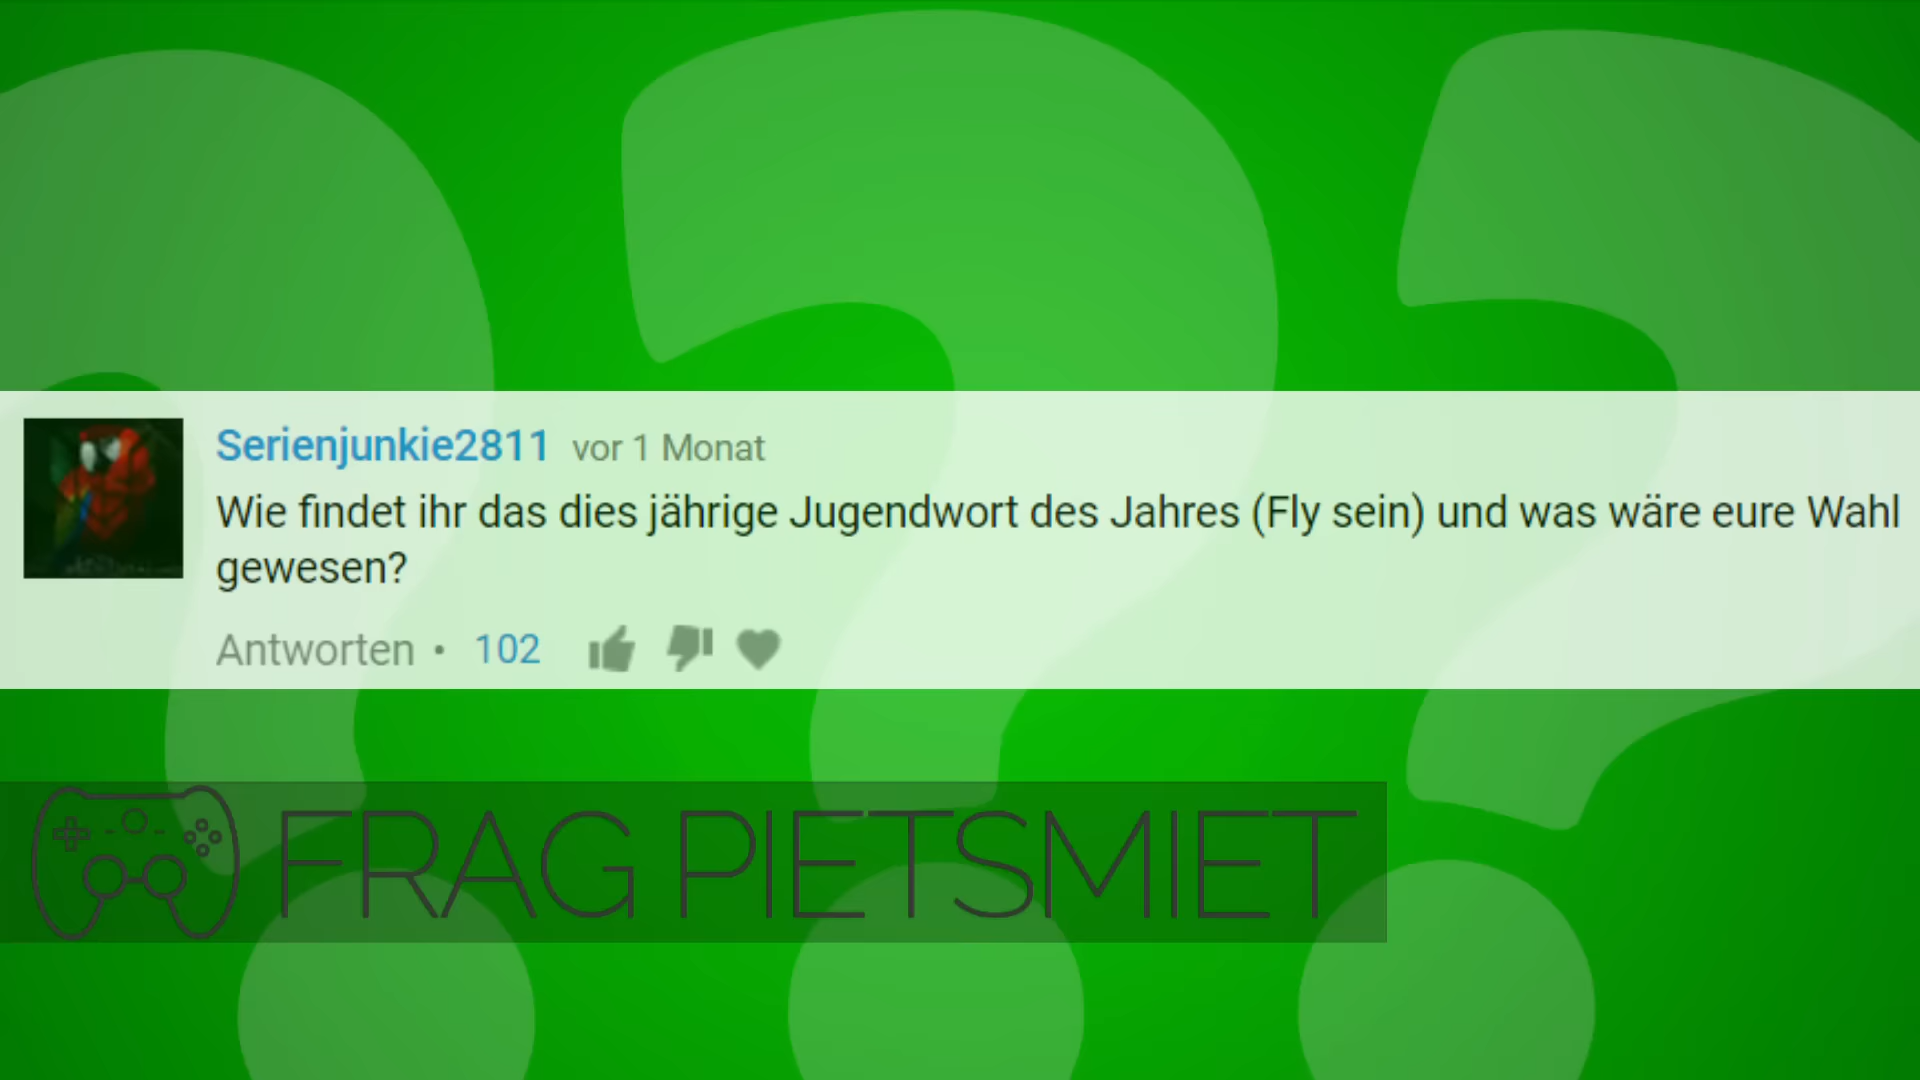 Serienjunkie2811 vor 1 Monat
Wie findet ihr das dies jährige Jugendwort des Jahres (Fly sein) und was wäre eure Wahl
gewesen?
Antworten • 102
FRAG PIETSMIET